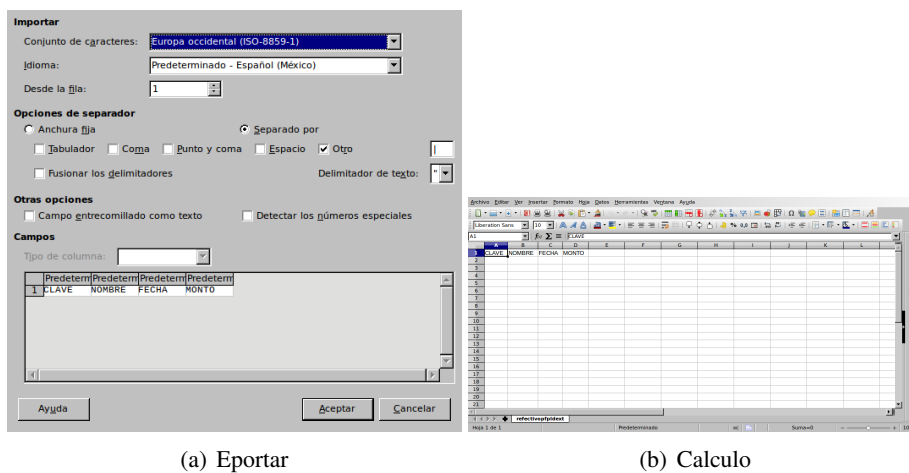 Importar
Conjunto de caracteres: Europa occidental (ISO-8859-1)
Idioma: Predeterminado - Español (México)
Desde la fila: 1
Opciones de separador
Anchura fija Separado por
Tabulador Coma Punto y coma Espacio Otro |
Fusionar los delimitadores Delimitador de texto: "
Otras opciones
Campo entrecomillado como texto Detectar los números especiales
Campos
Tipo de columna:
Predeterm Predeterm Predeterm Predeterm
1 CLAVE NOMBRE FECHA MONTO
Ayuda Aceptar Cancelar
(a) Eportar
Archivo Editar Ver Insertar Formato Hoja Datos Herramientas Ventana Ayuda
Liberation Sans 10
A1 CLAVE
A B C D E F G H I J K L
1 CLAVE NOMBRE FECHA MONTO
2
3
4
5
6
7
8
9
10
11
12
13
14
15
16
17
18
19
20
21
refectivopfpldext
Hoja 1 de 1 Predeterminado Suma=0 10
(b) Calculo